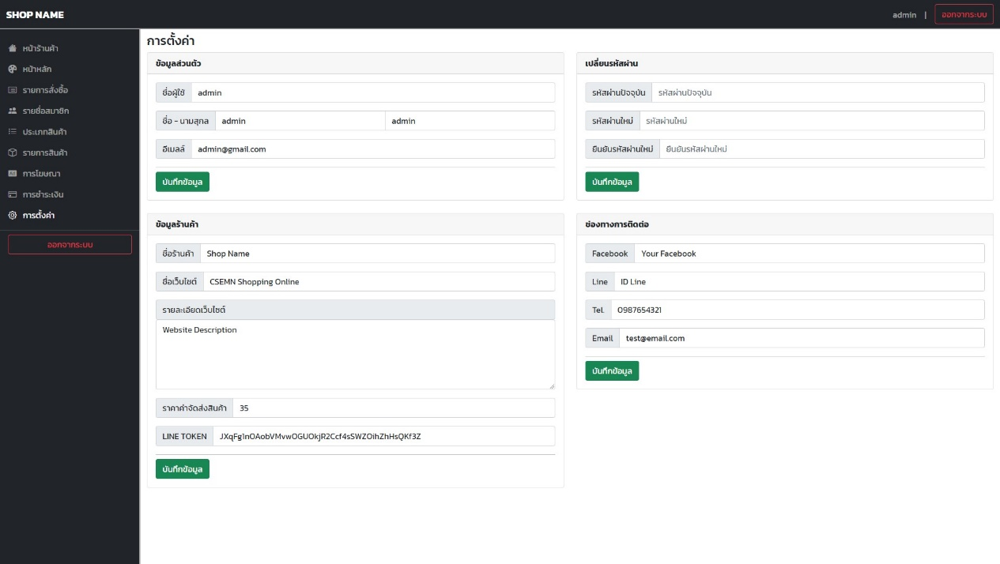 SHOP NAME
admin | ออกจากระบบ
หน้าร้านค้า
หน้าหลัก
รายการสั่งซื้อ
รายชื่อสมาชิก
ประเภทสินค้า
รายการสินค้า
การโฆษณา
การชำระเงิน
การตั้งค่า
ออกจากระบบ
การตั้งค่า
ข้อมูลส่วนตัว
ชื่อผู้ใช้ admin
ชื่อ - นามสุกล admin admin
อีเมลล์ admin@gmail.com
บันทึกข้อมูล
เปลี่ยนรหัสผ่าน
รหัสผ่านปัจจุบัน รหัสผ่านปัจจุบัน
รหัสผ่านใหม่ รหัสผ่านใหม่
ยืนยันรหัสผ่านใหม่ ยืนยันรหัสผ่านใหม่
บันทึกข้อมูล
ข้อมูลร้านค้า
ชื่อร้านค้า Shop Name
ชื่อเว็บไซต์ CSEMN Shopping Online
รายละเอียดเว็บไซต์
Website Description
ราคาค่าจัดส่งสินค้า 35
LINE TOKEN JXqFg1nOAobVMvwOGUOkjR2Ccf4sSWZOihZhHsQKf3Z
บันทึกข้อมูล
ช่องทางการติดต่อ
Facebook Your Facebook
Line ID Line
Tel. 0987654321
Email test@email.com
บันทึกข้อมูล